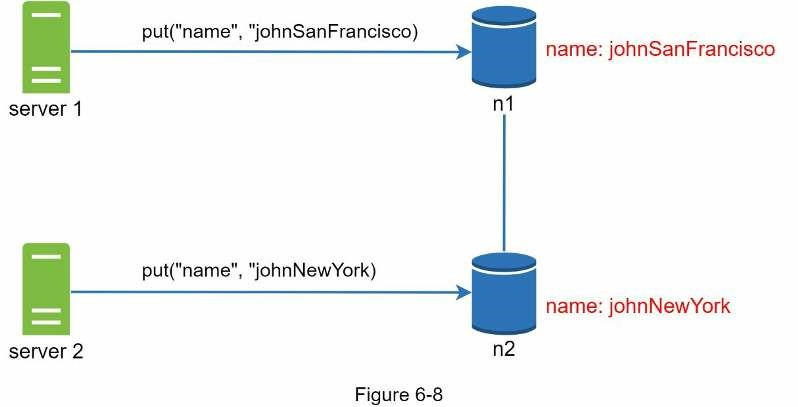 put("name", "johnSanFrancisco)
name: johnSanFrancisco
server 1
n1
put("name", "johnNewYork)
name: johnNewYork
server 2
n2
Figure 6-8